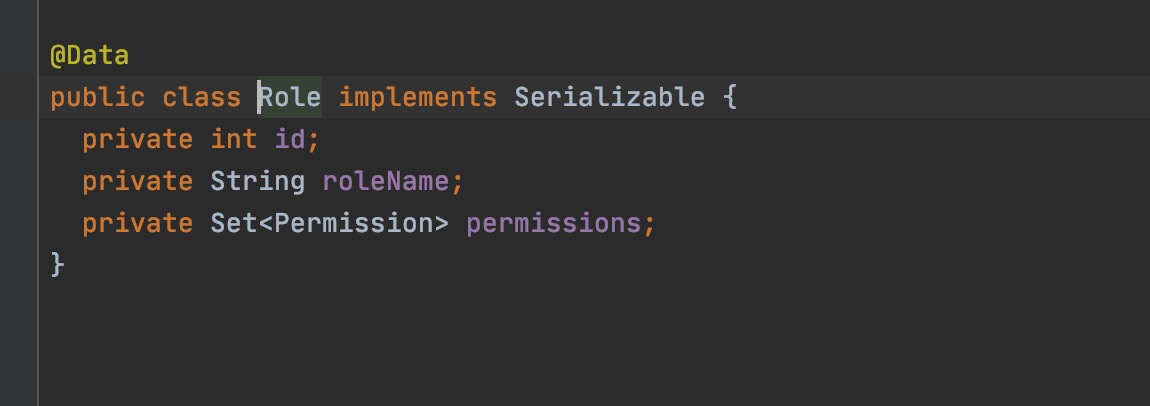 @Data
public class Role implements Serializable {
  private int id;
  private String roleName;
  private Set<Permission> permissions;
}